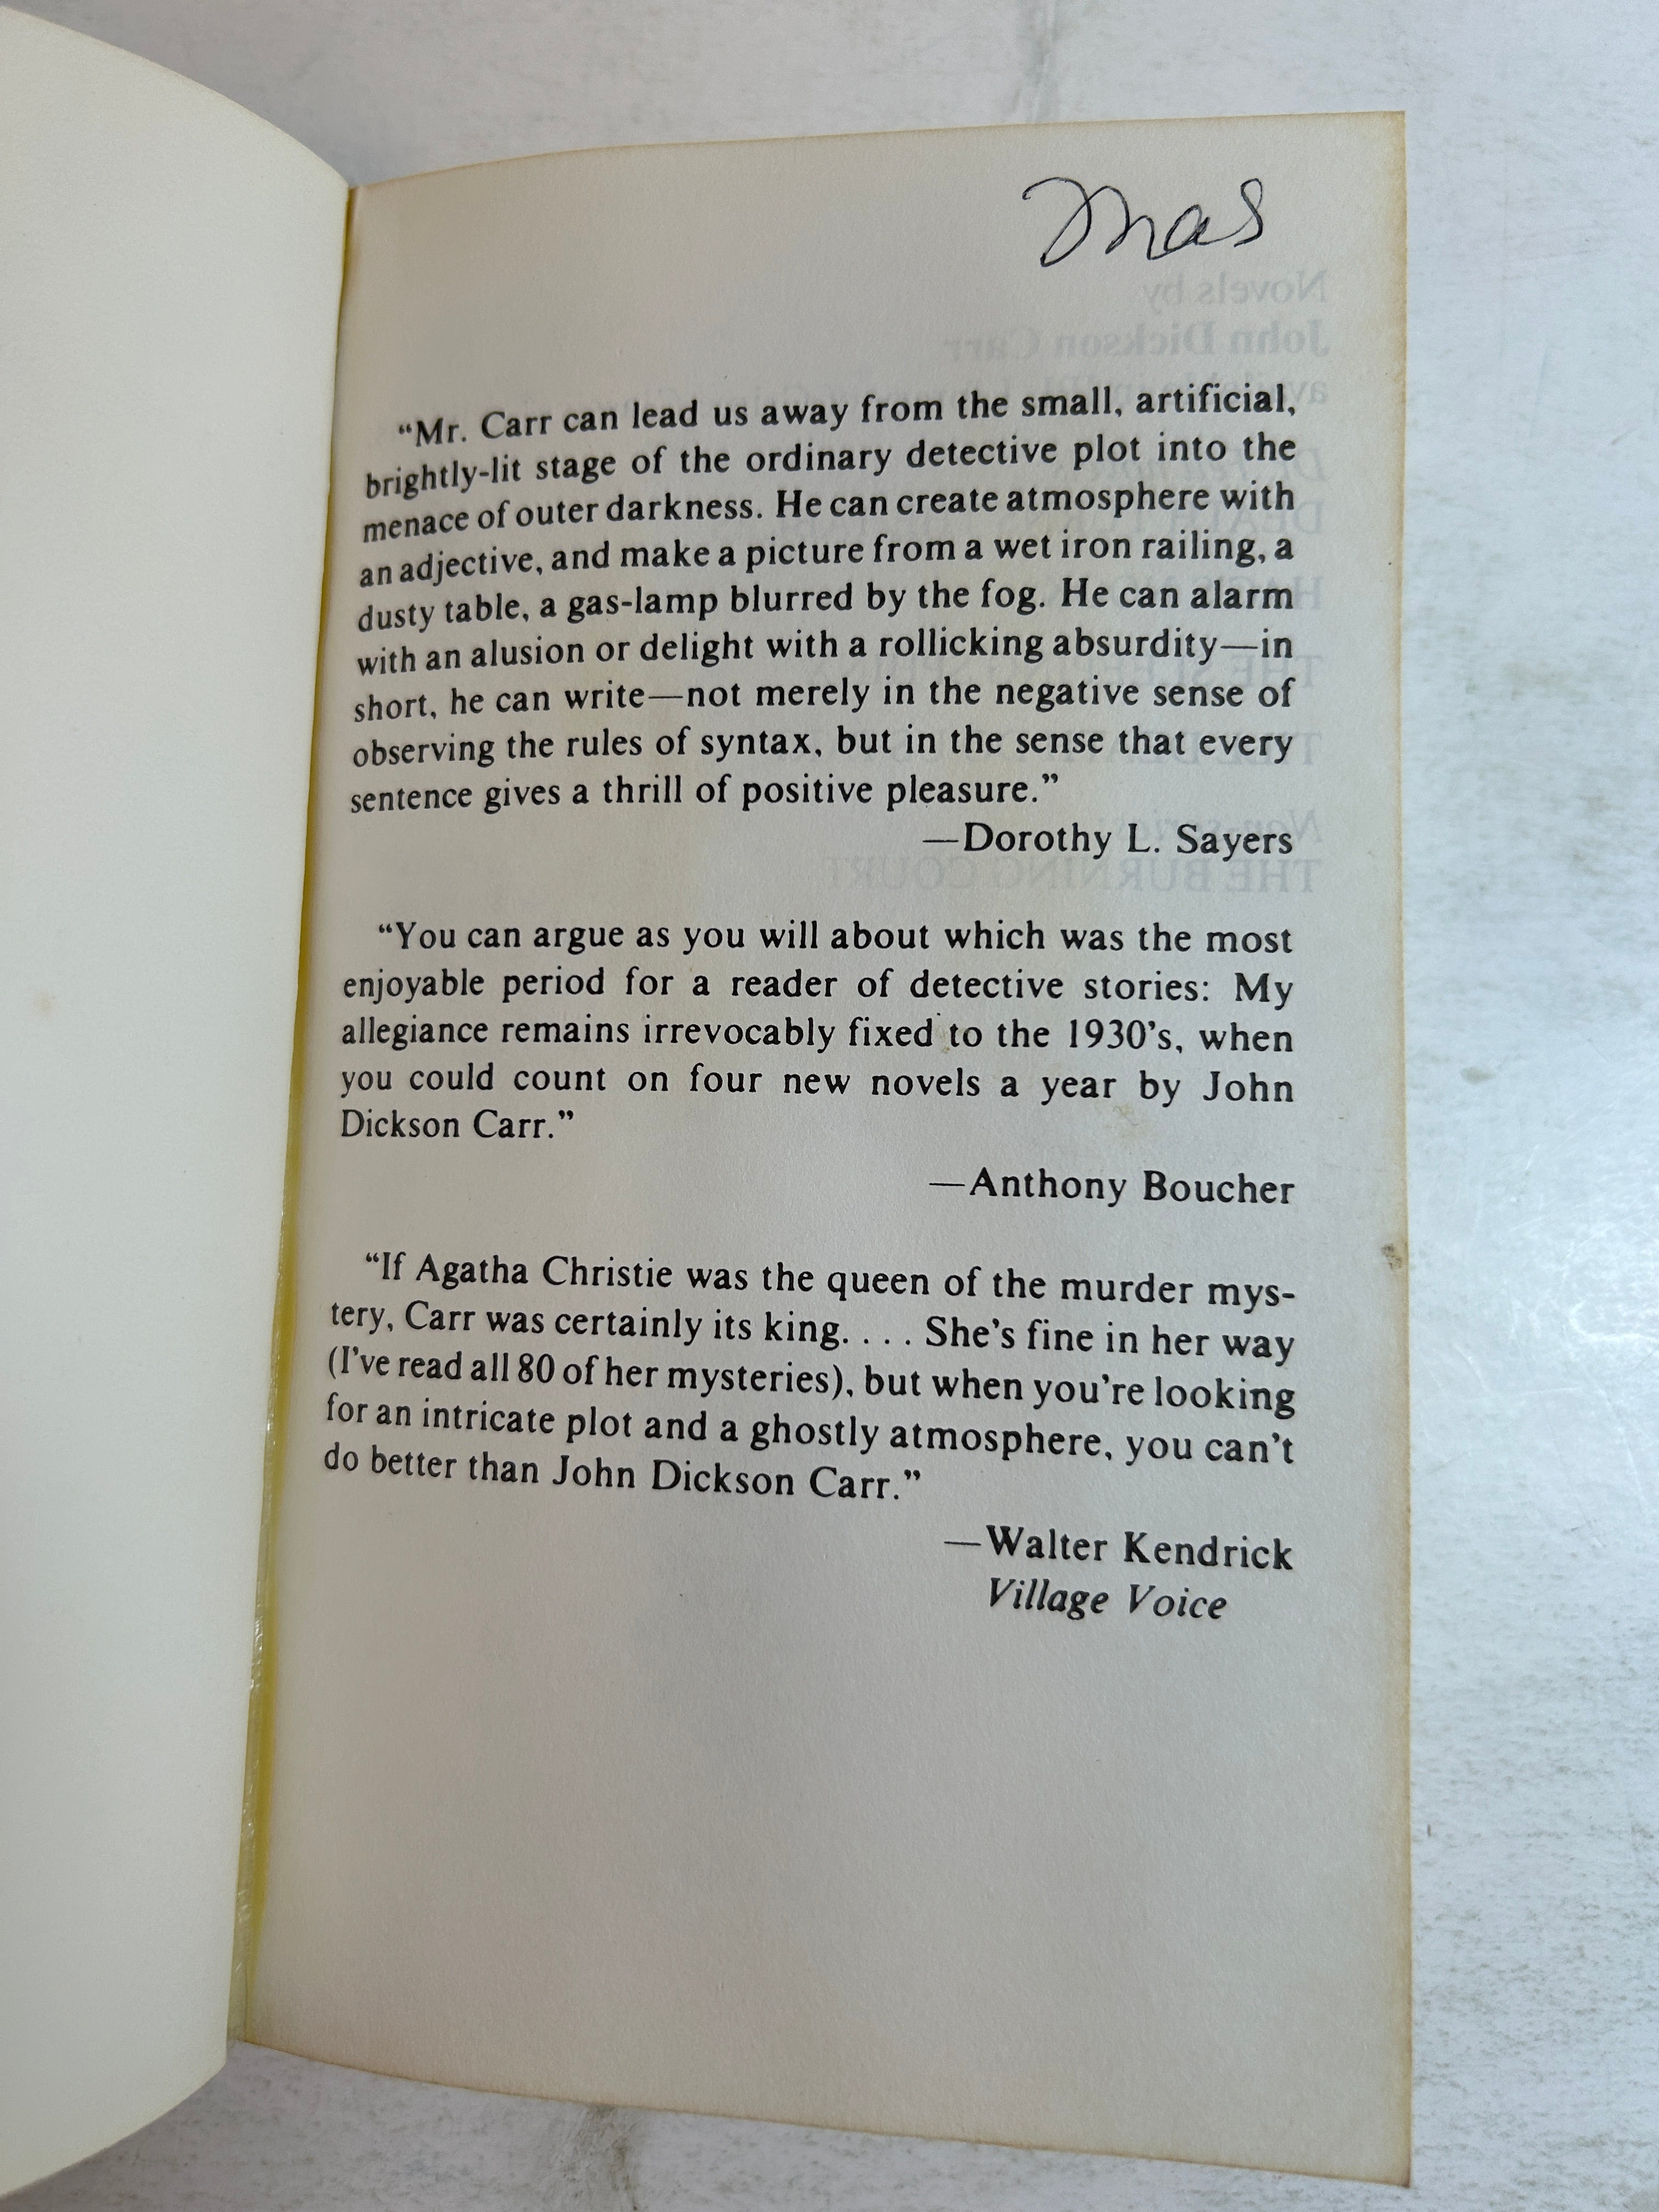 mas
“Mr. Carr can lead us away from the small, artificial,
brightly-lit stage of the ordinary detective plot into the
menace of outer darkness. He can create atmosphere with
an adjective, and make a picture from a wet iron railing, a
dusty table, a gas-lamp blurred by the fog. He can alarm
with an alusion or delight with a rollicking absurdity—in
short, he can write—not merely in the negative sense of
observing the rules of syntax, but in the sense that every
sentence gives a thrill of positive pleasure.”
—Dorothy L. Sayers
“You can argue as you will about which was the most
enjoyable period for a reader of detective stories: My
allegiance remains irrevocably fixed to the 1930’s, when
you could count on four new novels a year by John
Dickson Carr.”
—Anthony Boucher
“If Agatha Christie was the queen of the murder mys-
tery, Carr was certainly its king. . . . She’s fine in her way
(I’ve read all 80 of her mysteries), but when you’re looking
for an intricate plot and a ghostly atmosphere, you can’t
do better than John Dickson Carr.”
—Walter Kendrick
Village Voice